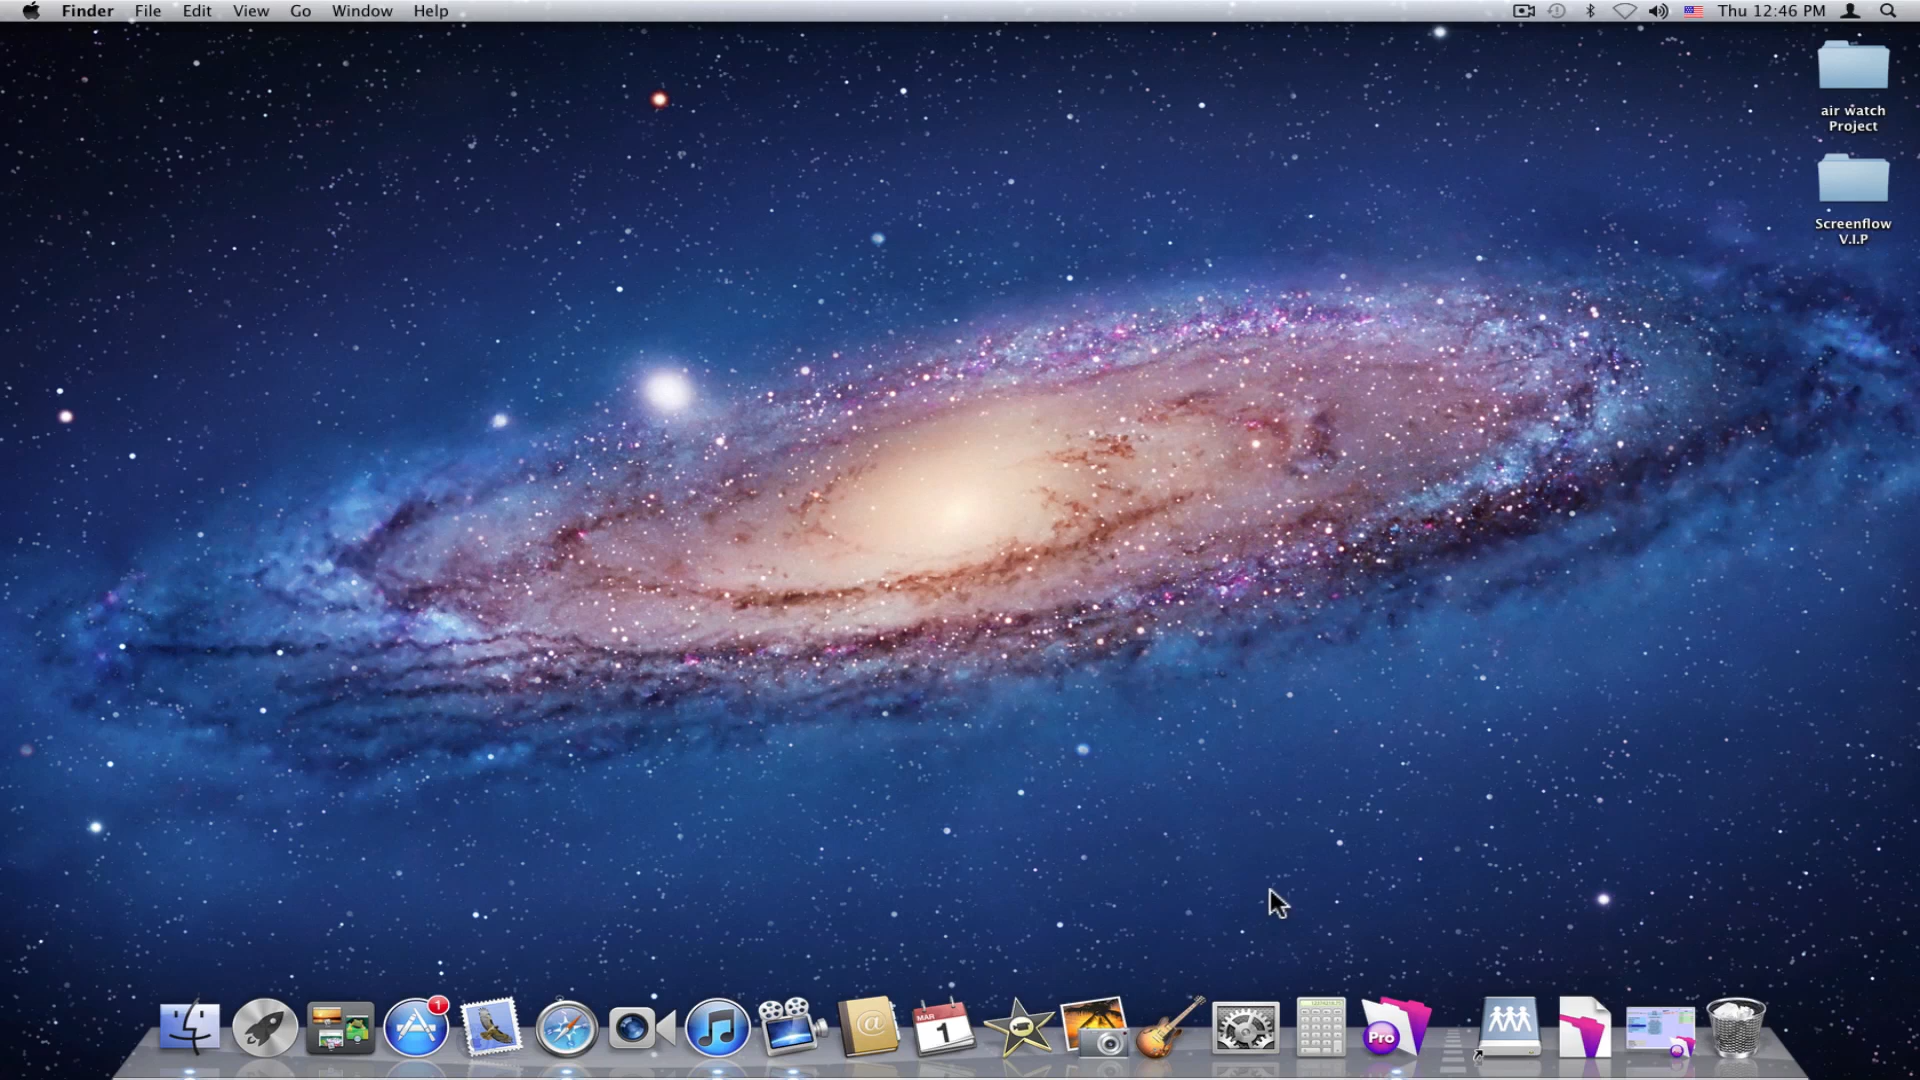 Finder File Edit View Go Window Help Thu 12:46 PM
air watch
Project
Screenflow
V.I.P
1
@
MAR
1
Pro